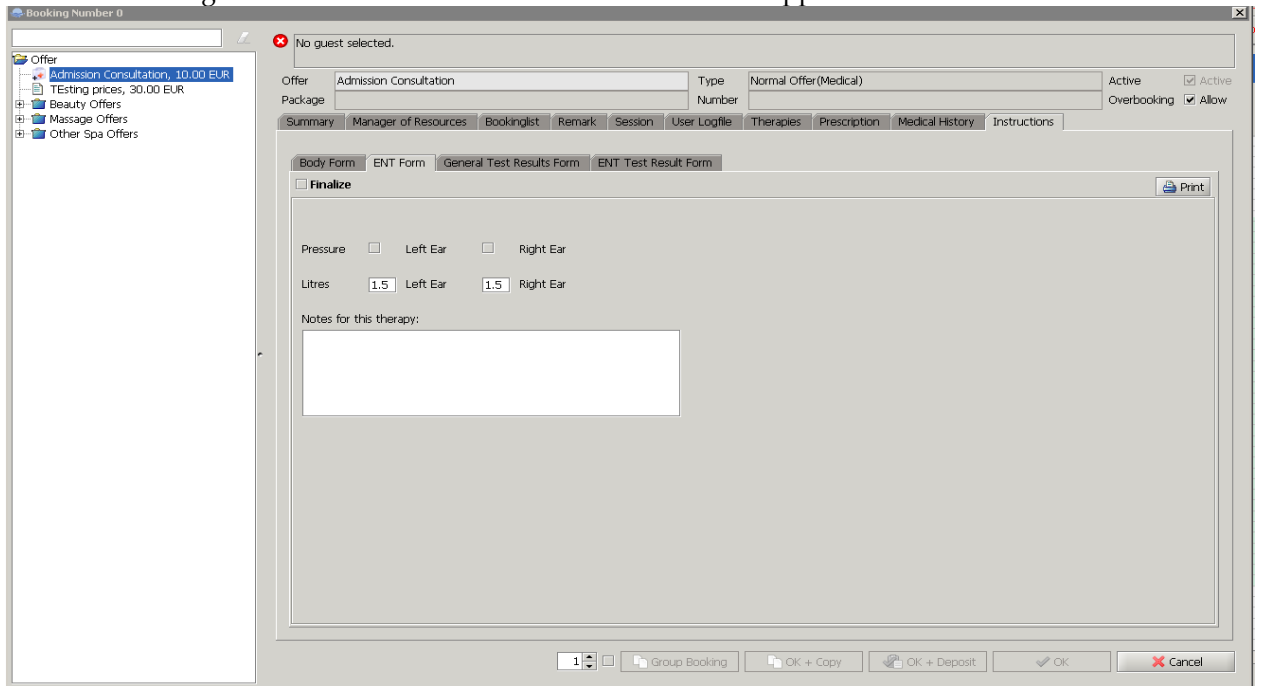 Booking Number 0
No guest selected.
Offer
Admission Consultation, 10.00 EUR
TEsting prices, 30.00 EUR
Beauty Offers
Massage Offers
Other Spa Offers
Offer Admission Consultation Type Normal Offer(Medical) Active Active
Package Number Overbooking Allow
Summary Manager of Resources Bookinglist Remark Session User Logfile Therapies Prescription Medical History Instructions
Body Form ENT Form General Test Results Form ENT Test Result Form
Finalize Print
Pressure Left Ear Right Ear
Litres 1.5 Left Ear 1.5 Right Ear
Notes for this therapy:
1 Group Booking OK + Copy OK + Deposit OK Cancel